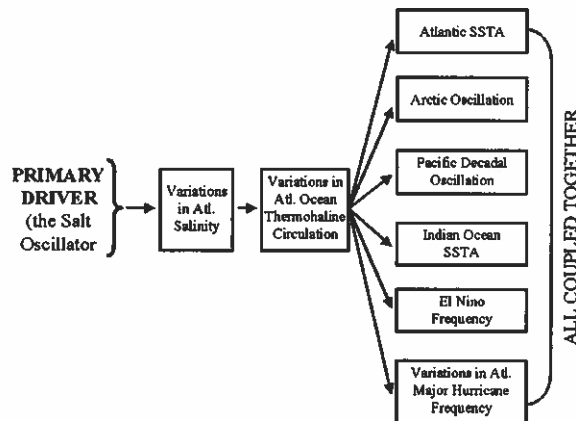 PRIMARY
DRIVER
(the Salt
Oscillator
Variations
in Atl.
Salinity
Variations in
Atl. Ocean
Thermohaline
Circulation
Atlantic SSTA
Arctic Oscillation
Pacific Decadal
Oscillation
Indian Ocean
SSTA
El Nino
Frequency
Variations in Atl.
Major Hurricane
Frequency
ALL COUPLED TOGETHER